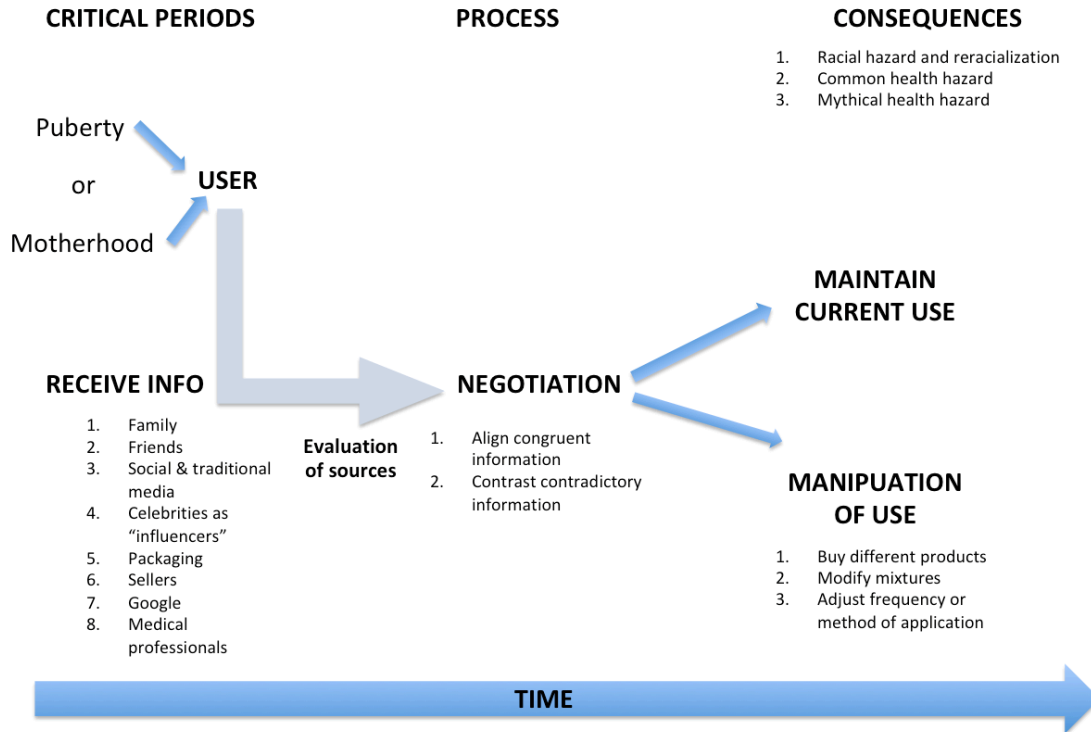 CRITICAL PERIODS
PROCESS
CONSEQUENCES
1. Racial hazard and reracialization
2. Common health hazard
3. Mythical health hazard
Puberty
or
Motherhood
USER
RECEIVE INFO
1. Family
2. Friends
3. Social & traditional
media
4. Celebrities as
“influencers”
5. Packaging
6. Sellers
7. Google
8. Medical
professionals
Evaluation
of sources
NEGOTIATION
1. Align congruent
information
2. Contrast contradictory
information
MAINTAIN
CURRENT USE
MANIPUATION
OF USE
1. Buy different products
2. Modify mixtures
3. Adjust frequency or
method of application
TIME